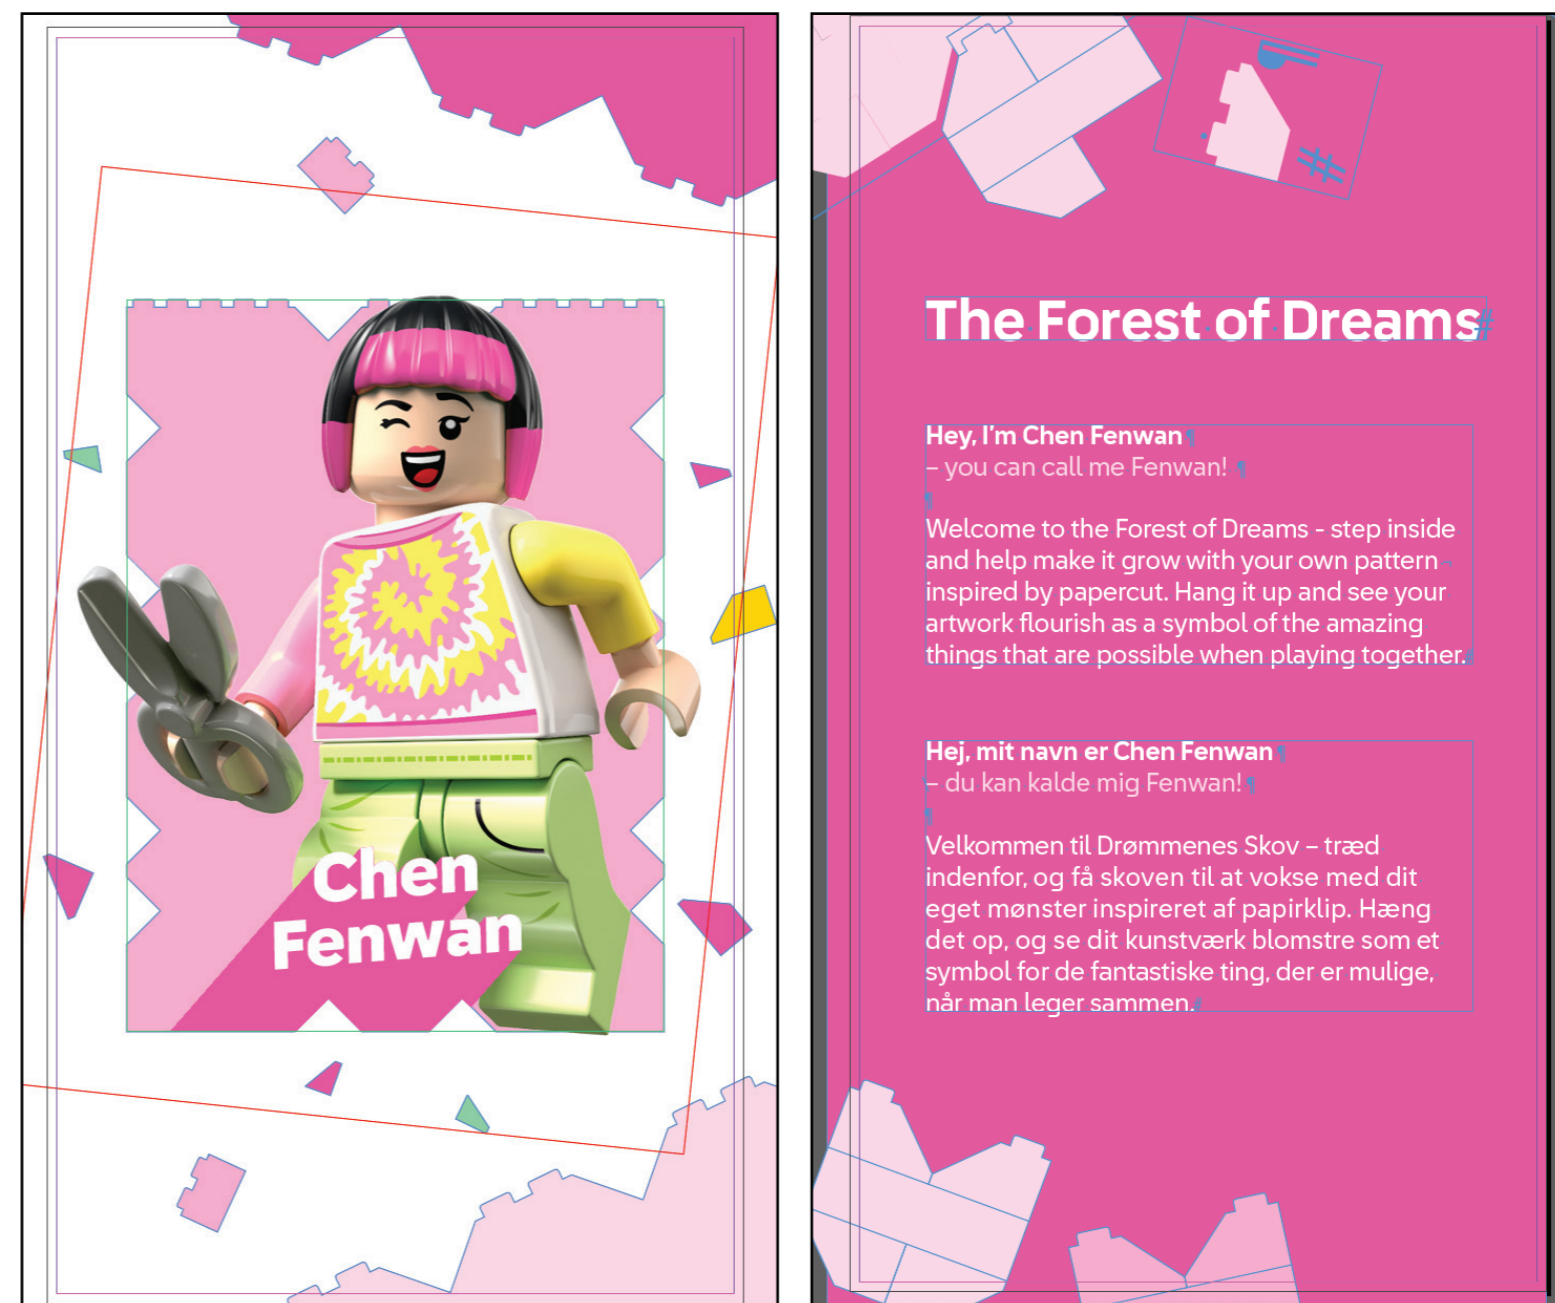 Chen
Fenwan
The Forest of Dreams
Hey, I'm Chen Fenwan
– you can call me Fenwan!
Welcome to the Forest of Dreams - step inside
and help make it grow with your own pattern
inspired by papercut. Hang it up and see your
artwork flourish as a symbol of the amazing
things that are possible when playing together.
Hej, mit navn er Chen Fenwan
– du kan kalde mig Fenwan!
Velkommen til Drømmenes Skov – træd
indenfor, og få skoven til at vokse med dit
eget mønster inspireret af papirklip. Hæng
det op, og se dit kunstværk blomstre som et
symbol for de fantastiske ting, der er mulige,
når man leger sammen.